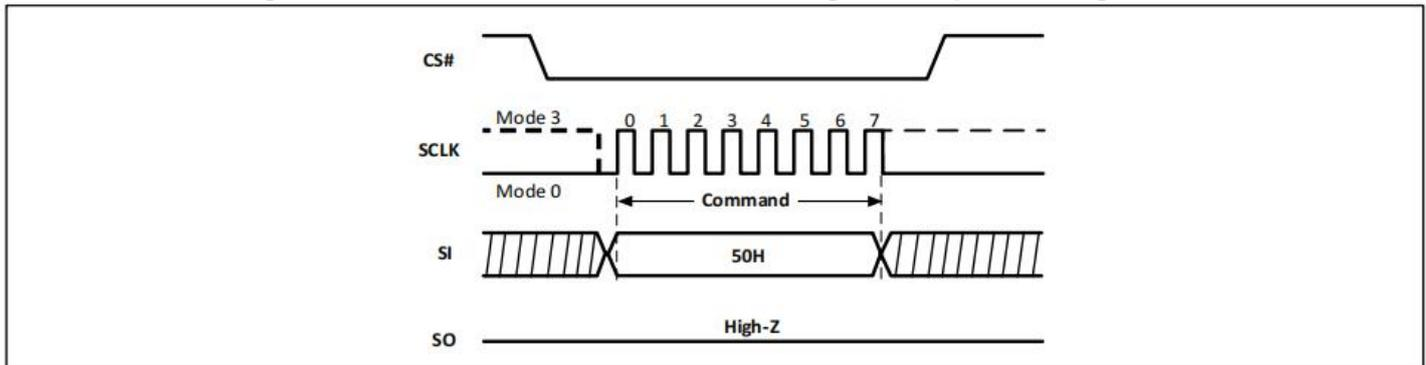 CS#
Mode 3
0 1 2 3 4 5 6 7
SCLK
Mode 0
Command
SI
50H
High-Z
SO